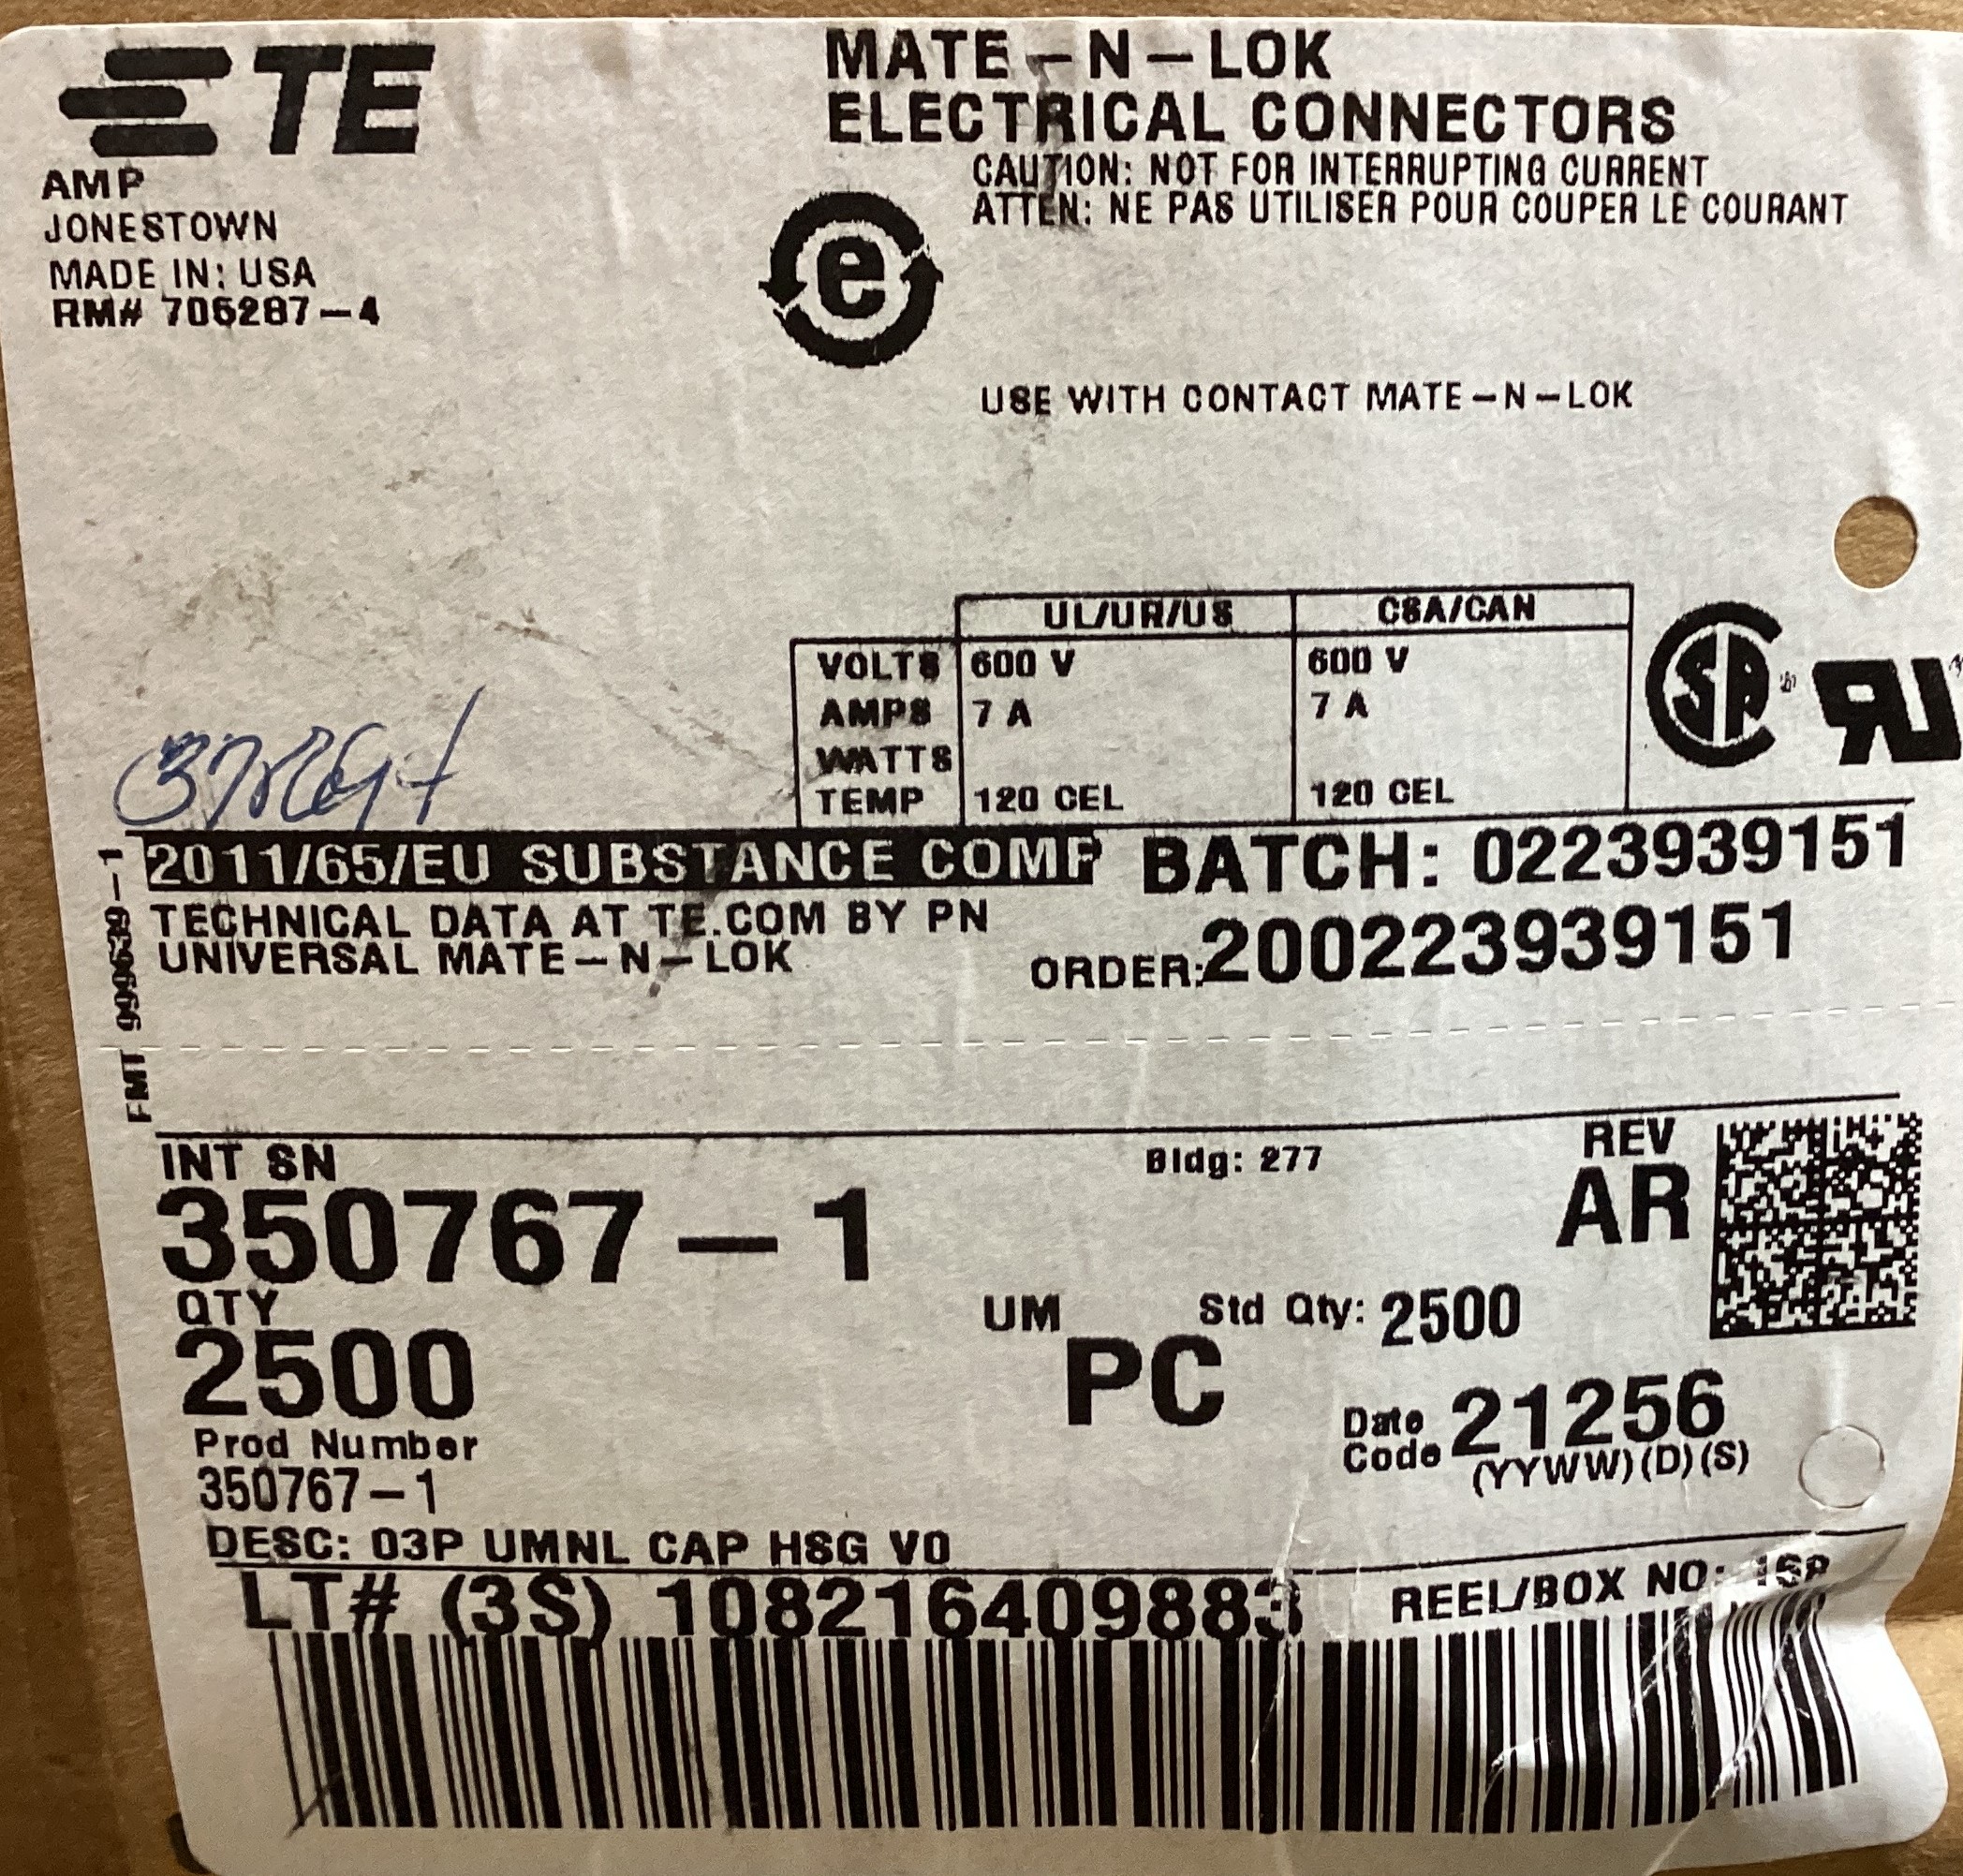 TE
MATE-N-LOK
ELECTRICAL CONNECTORS
CAUTION: NOT FOR INTERRUPTING CURRENT
ATTEN: NE PAS UTILISER POUR COUPER LE COURANT
AMP
JONESTOWN
MADE IN: USA
RM# 706287-4
e
USE WITH CONTACT MATE-N-LOK
UL/UR/US CSA/CAN
VOLTS 600 V 600 V
AMPS 7 A 7 A
WATTS
TEMP 120 CEL 120 CEL
2011/65/EU SUBSTANCE COMP
BATCH: 0223939151
TECHNICAL DATA AT TE.COM BY PN
UNIVERSAL MATE-N-LOK
ORDER: 200223939151
FMT 999639-1
INT SN
Bldg: 277
REV
350767-1
AR
QTY
UM
Std Qty: 2500
2500
PC
Prod Number
Date Code 21256
350767-1
(YYWW)(D)(S)
DESC: 03P UMNL CAP HSG V0
LT# (3S) 108216409883
REEL/BOX NO: